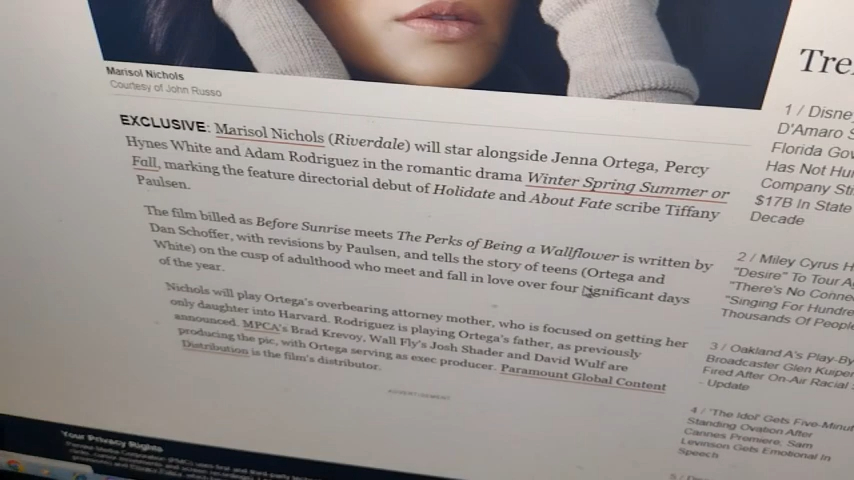 Marisol Nichols
Courtesy of John Russo
EXCLUSIVE: Marisol Nichols (Riverdale) will star alongside Jenna Ortega, Percy
Hynes White and Adam Rodriguez in the romantic drama Winter Spring Summer or
Fall, marking the feature directorial debut of Holidate and About Fate scribe Tiffany
Paulsen.
The film billed as Before Sunrise meets The Perks of Being a Wallflower is written by
Dan Schoffer, with revisions by Paulsen, and tells the story of teens (Ortega and
White) on the cusp of adulthood who meet and fall in love over four significant days
of the year.
Nichols will play Ortega's overbearing attorney mother, who is focused on getting her
only daughter into Harvard. Rodriguez is playing Ortega's father, as previously
announced. MPCA's Brad Krevoy, Wall Fly's Josh Shader and David Wulf are
producing the pic, with Ortega serving as exec producer. Paramount Global Content
Distribution is the film's distributor.
ADVERTISEMENT
Tre
1 / Disney
D'Amaro S
Florida Gov
Has Not Hu
Company St
$17B In State
Decade
2 / Miley Cyrus H
"Desire" To Tour A
"There's No Conne
"Singing For Hundre
Thousands Of People
3 / Oakland A's Play-By
Broadcaster Glen Kuiper
Fired After On-Air Racial
- Update
4 / 'The Idol' Gets Five-Minut
Standing Ovation After
Cannes Premiere; Sam
Levinson Gets Emotional In
Speech
Your Privacy Rights